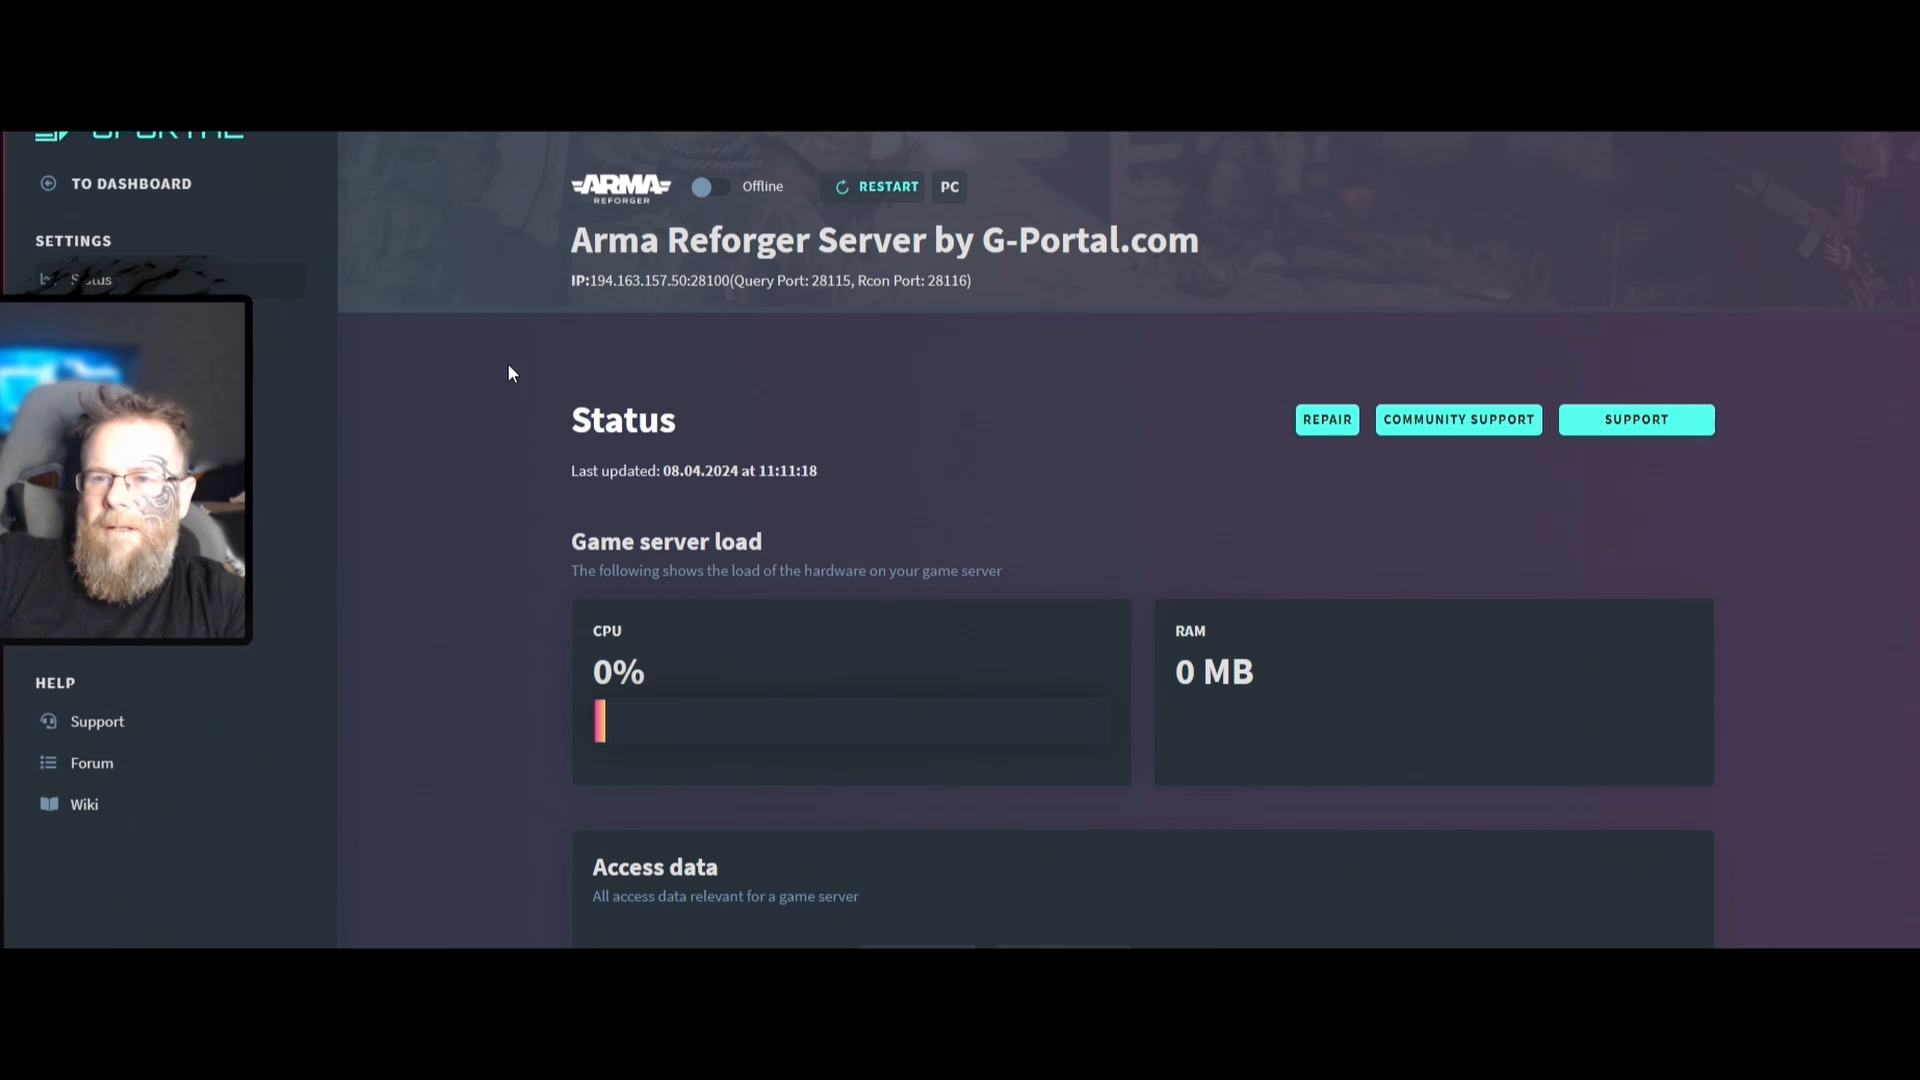 TO DASHBOARD
SETTINGS
Status
ARMA
REFORGER
Offline
RESTART
PC
Arma Reforger Server by G-Portal.com
IP:194.163.157.50:28100(Query Port: 28115, Rcon Port: 28116)
Status
REPAIR
COMMUNITY SUPPORT
SUPPORT
Last updated: 08.04.2024 at 11:11:18
Game server load
The following shows the load of the hardware on your game server
CPU
0%
RAM
0 MB
HELP
Support
Forum
Wiki
Access data
All access data relevant for a game server